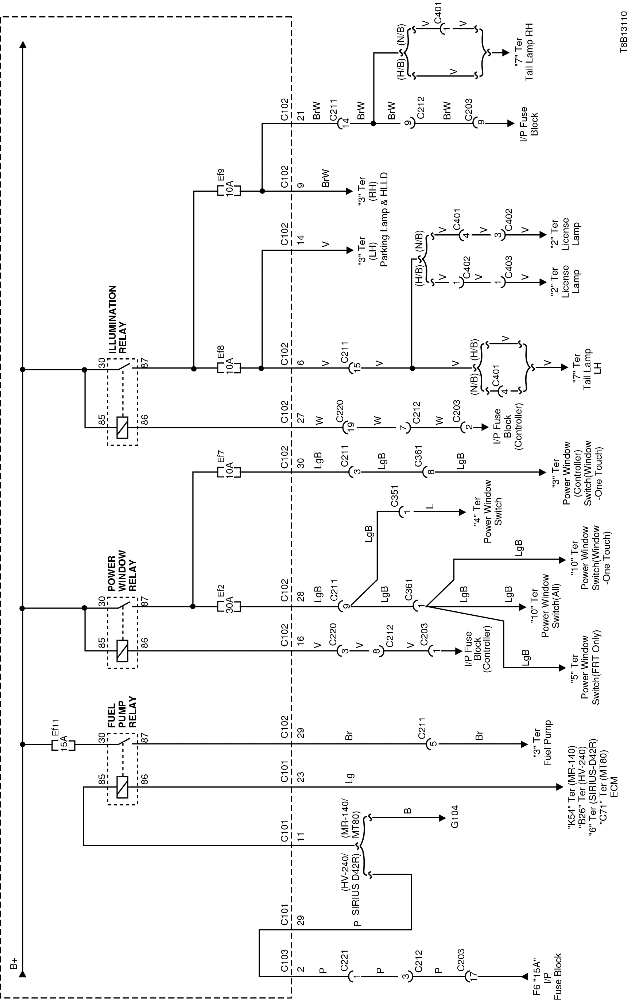 T8B13110
B+
Ef11
15A
30
85
FUEL
PUMP
RELAY
87
86
30
85
POWER
WINDOW
RELAY
87
86
30
85
ILLUMINATION
RELAY
87
86
Ef2
30A
Ef7
10A
Ef8
10A
Ef9
10A
C103
2
P
C221
1
P
C212
3
P
C203
17
F6 "15A"
I/P
Fuse Block
C101
29
P
C101
11
(HV-240/
SIRIUS D42R)
(MR-140/
MT80)
B
G104
C101
23
Lg
"K54" Ter (MR-140)
"B26" Ter (HV-240)
"6" Ter (SIRIUS-D42R)
"C71" Ter (MT80)
ECM
C102
29
Br
C211
5
Br
"3" Ter
Fuel Pump
C102
16
V
C220
3
V
C212
8
V
C203
1
I/P Fuse
Block
(Controller)
C102
28
LgB
C211
9
LgB
C361
1
LgB
"5" Ter
Power Window
Switch(FRT Only)
"10" Ter
Power Window
Switch(All)
LgB
"10" Ter
Power Window
Switch(Window
-One Touch)
LgB
C351
1
L
"4" Ter
Power Window
Switch
C102
30
LgB
C211
3
LgB
C361
8
LgB
"3" Ter
Power Window
(Controller)
Switch(Window
-One Touch)
C102
27
W
C220
19
W
C212
7
W
C203
2
I/P Fuse
Block
(Controller)
C102
6
V
C211
15
V
V
(N/B)
(H/B)
C401
4
V
V
"7" Ter
Tail Lamp
LH
(H/B)
(N/B)
V
C402
1
V
C403
1
V
"2" Ter
License
Lamp
V
C401
4
V
C402
3
V
"2" Ter
License
Lamp
C102
14
V
"3" Ter
(LH)
Parking Lamp & HLLD
C102
9
BrW
"3" Ter
(RH)
C102
21
BrW
C211
14
BrW
BrW
C212
9
BrW
C203
9
I/P Fuse
Block
(H/B)
(N/B)
V
V
C401
1
V
"7" Ter
Tail Lamp RH